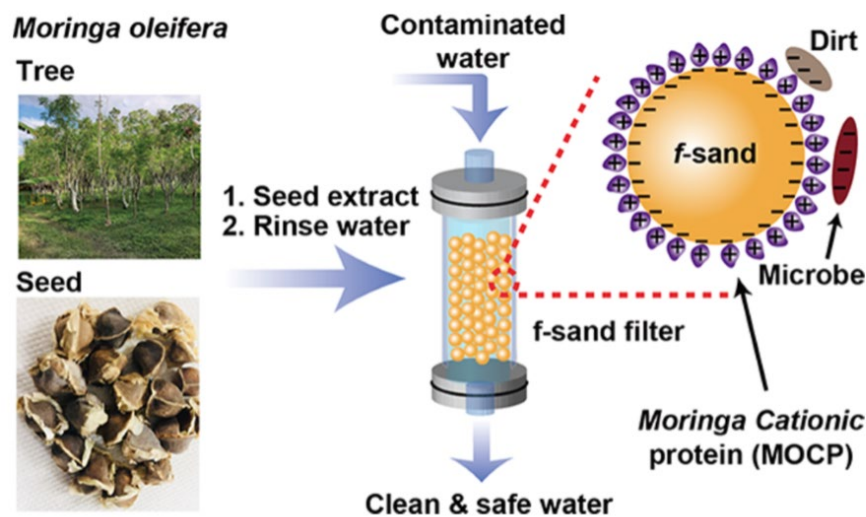 Moringa oleifera
Tree
Seed
1. Seed extract
2. Rinse water
Contaminated
water
f-sand filter
Clean & safe water
f-sand
Dirt
Microbe
Moringa Cationic
protein (MOCP)